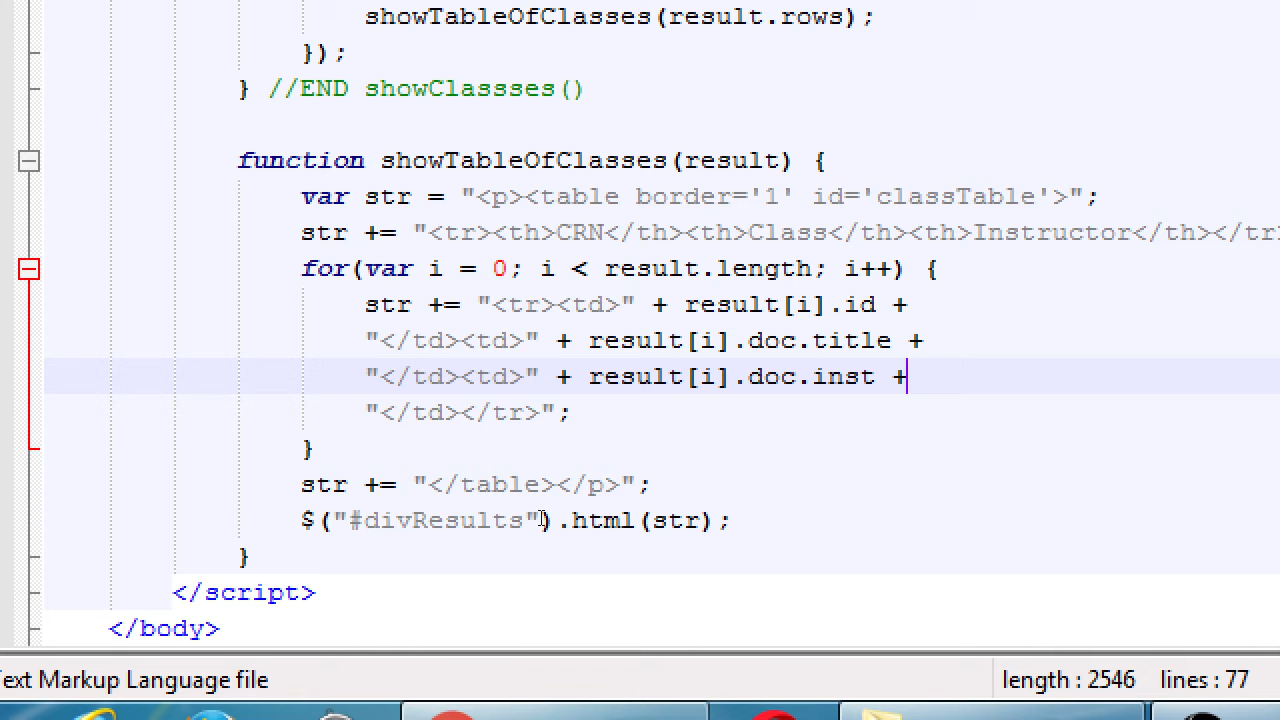 showTableOfClasses(result.rows);
});
} //END showClassses()
function showTableOfClasses(result) {
var str = "<p><table border='1' id='classTable'>";
str += "<tr><th>CRN</th><th>Class</th><th>Instructor</th></tr
for(var i = 0; i < result.length; i++) {
str += "<tr><td>" + result[i].id +
"</td><td>" + result[i].doc.title +
"</td><td>" + result[i].doc.inst +
"</td></tr>";
}
str += "</table></p>";
$("#divResults").html(str);
}
</script>
</body>
ext Markup Language file length : 2546 lines : 77